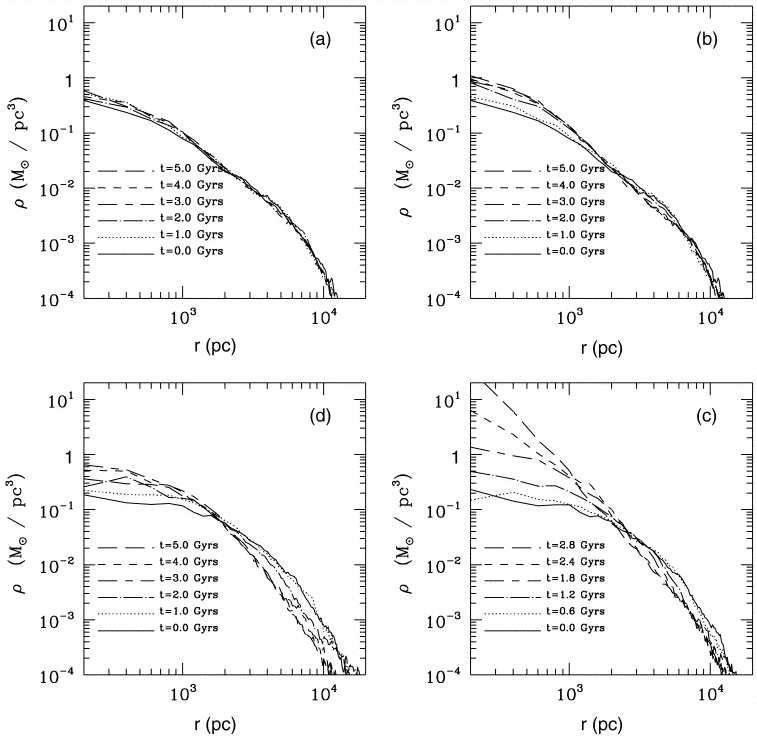 (a)
10¹
1
10⁻¹
10⁻²
10⁻³
10⁻⁴
ρ (M☉ / pc³)
t=5.0 Gyrs
t=4.0 Gyrs
t=3.0 Gyrs
t=2.0 Gyrs
t=1.0 Gyrs
t=0.0 Gyrs
10³ 10⁴
r (pc)
(b)
10¹
1
10⁻¹
10⁻²
10⁻³
10⁻⁴
ρ (M☉ / pc³)
t=5.0 Gyrs
t=4.0 Gyrs
t=3.0 Gyrs
t=2.0 Gyrs
t=1.0 Gyrs
t=0.0 Gyrs
10³ 10⁴
r (pc)
(d)
10¹
1
10⁻¹
10⁻²
10⁻³
10⁻⁴
ρ (M☉ / pc³)
t=5.0 Gyrs
t=4.0 Gyrs
t=3.0 Gyrs
t=2.0 Gyrs
t=1.0 Gyrs
t=0.0 Gyrs
10³ 10⁴
r (pc)
(c)
10¹
1
10⁻¹
10⁻²
10⁻³
10⁻⁴
ρ (M☉ / pc³)
t=2.8 Gyrs
t=2.4 Gyrs
t=1.8 Gyrs
t=1.2 Gyrs
t=0.6 Gyrs
t=0.0 Gyrs
10³ 10⁴
r (pc)